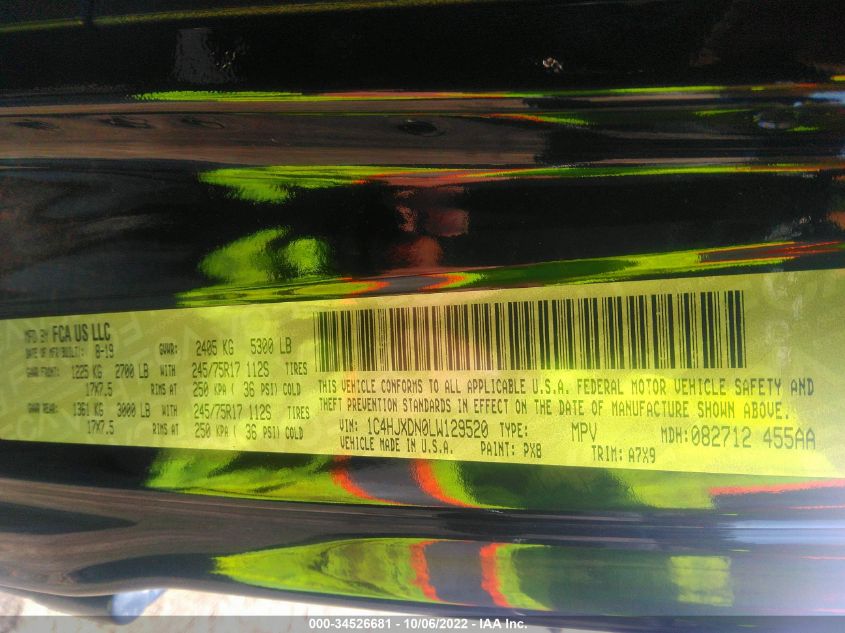 MFD BY FCA US LLC
DATE OF MFR(BUILT): 8-19 GVWR: 2405 KG 5300 LB
GAWR FRONT: 1225 KG 2700 LB WITH 245/75R17 112S TIRES
17X7.5 RIMS AT 250 KPA ( 36 PSI) COLD
GAWR REAR: 1361 KG 3000 LB WITH 245/75R17 112S TIRES
17X7.5 RIMS AT 250 KPA ( 36 PSI) COLD
THIS VEHICLE CONFORMS TO ALL APPLICABLE U.S.A. FEDERAL MOTOR VEHICLE SAFETY AND
THEFT PREVENTION STANDARDS IN EFFECT ON THE DATE OF MANUFACTURE SHOWN ABOVE.
VIN: 1C4HJXDN0LW129520 TYPE: MPV MDH: 082712 455AA
VEHICLE MADE IN U.S.A. PAINT: PX8 TRIM: A7X9
000-34526681 - 10/06/2022 - IAA Inc.